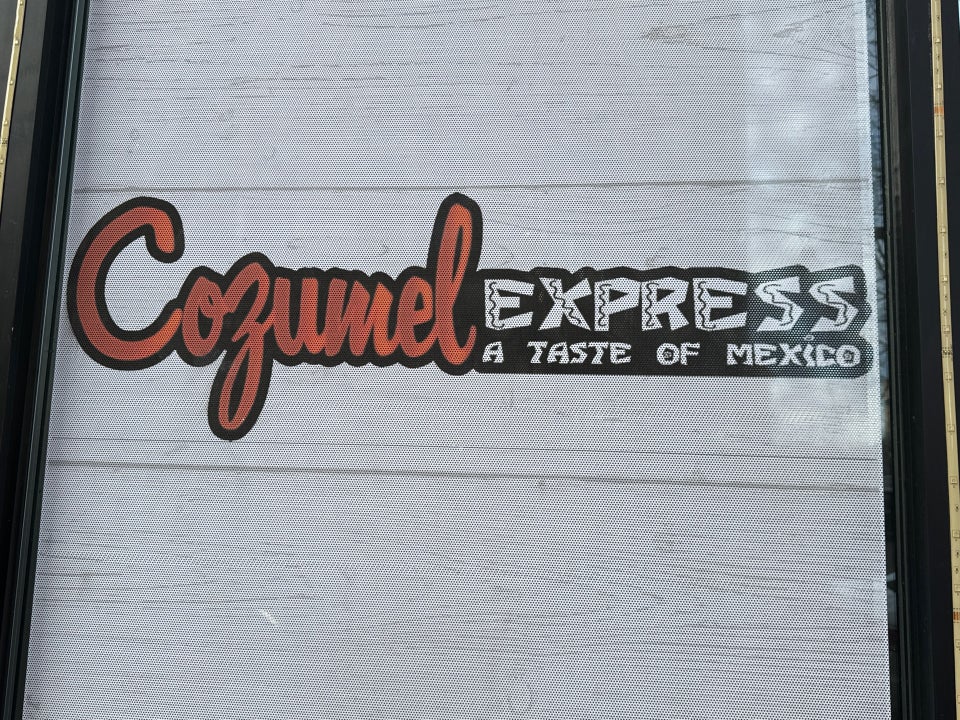 Cozumel EXPRESS
A TASTE OF MEXICO